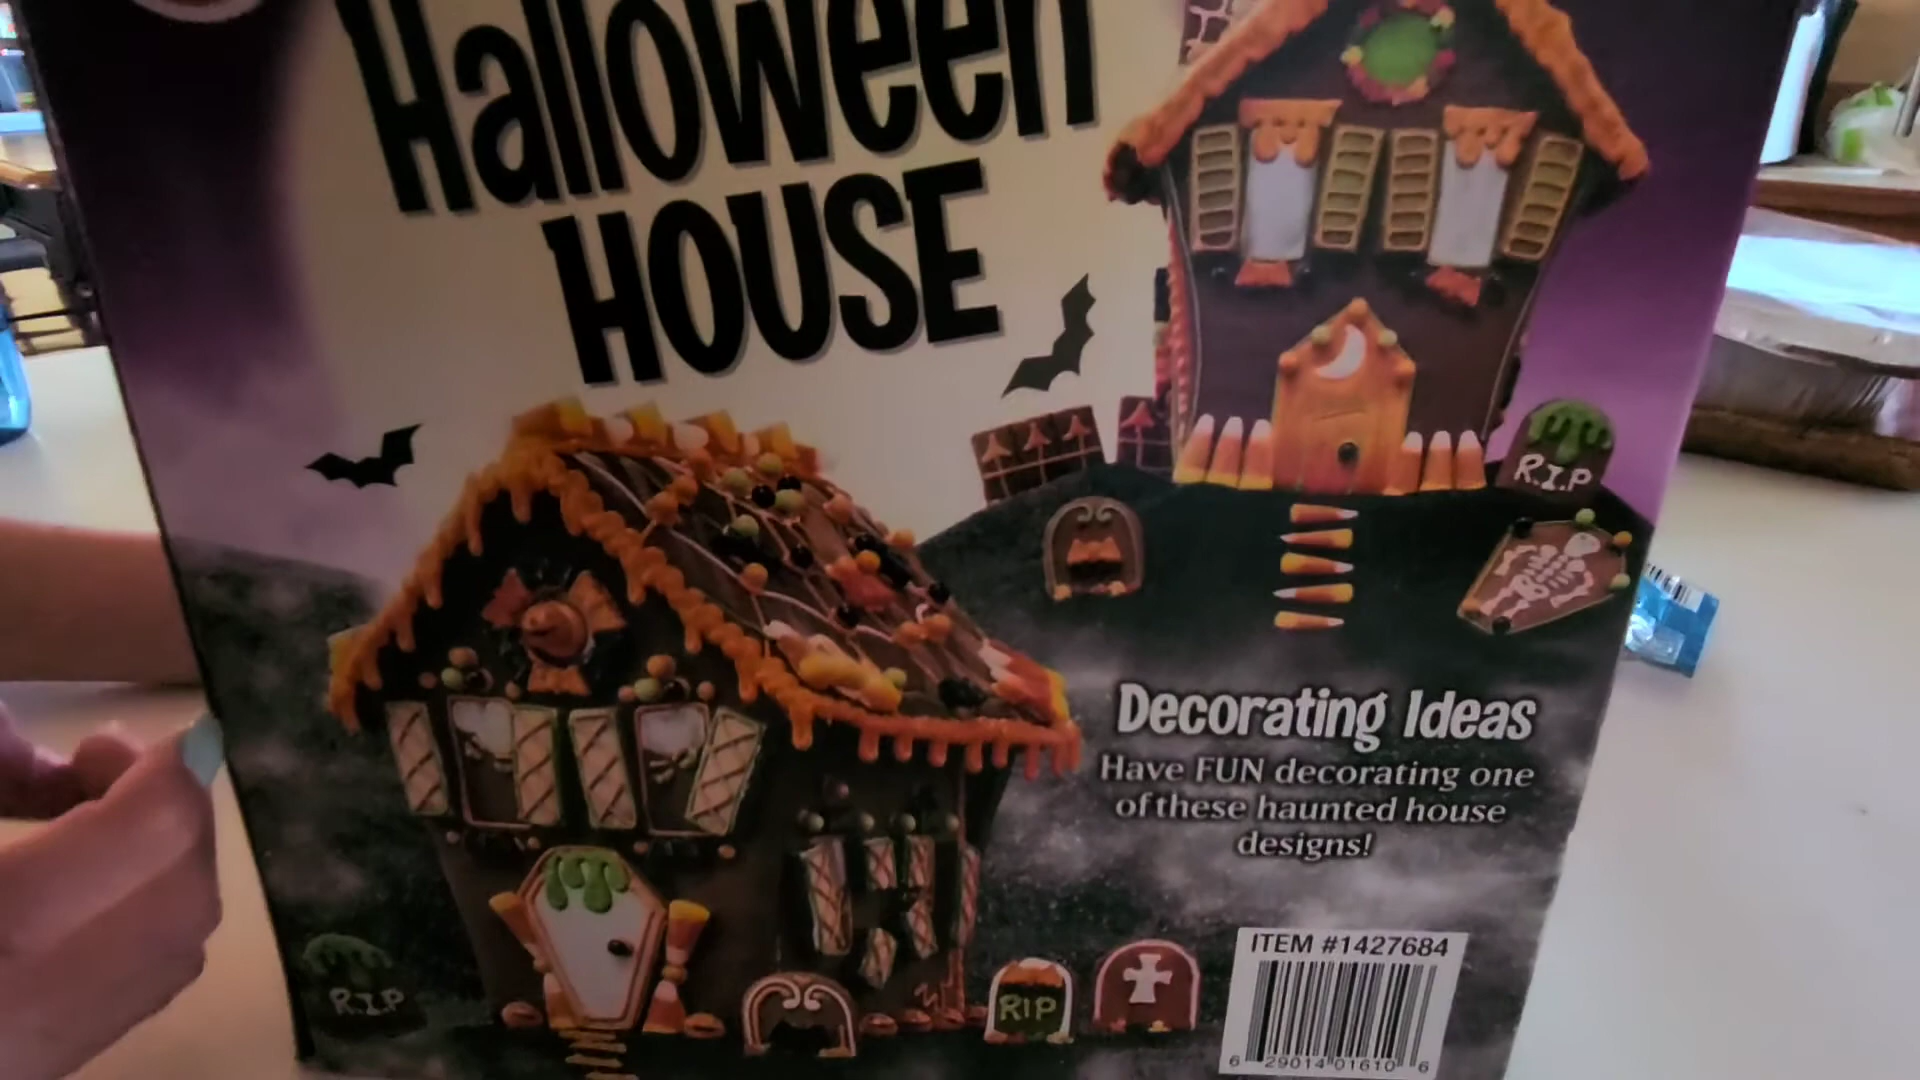 Halloween
HOUSE
R.I.P
Decorating Ideas
Have FUN decorating one
of these haunted house
designs!
R.I.P
RIP
ITEM #1427684
6 29014 01610 6